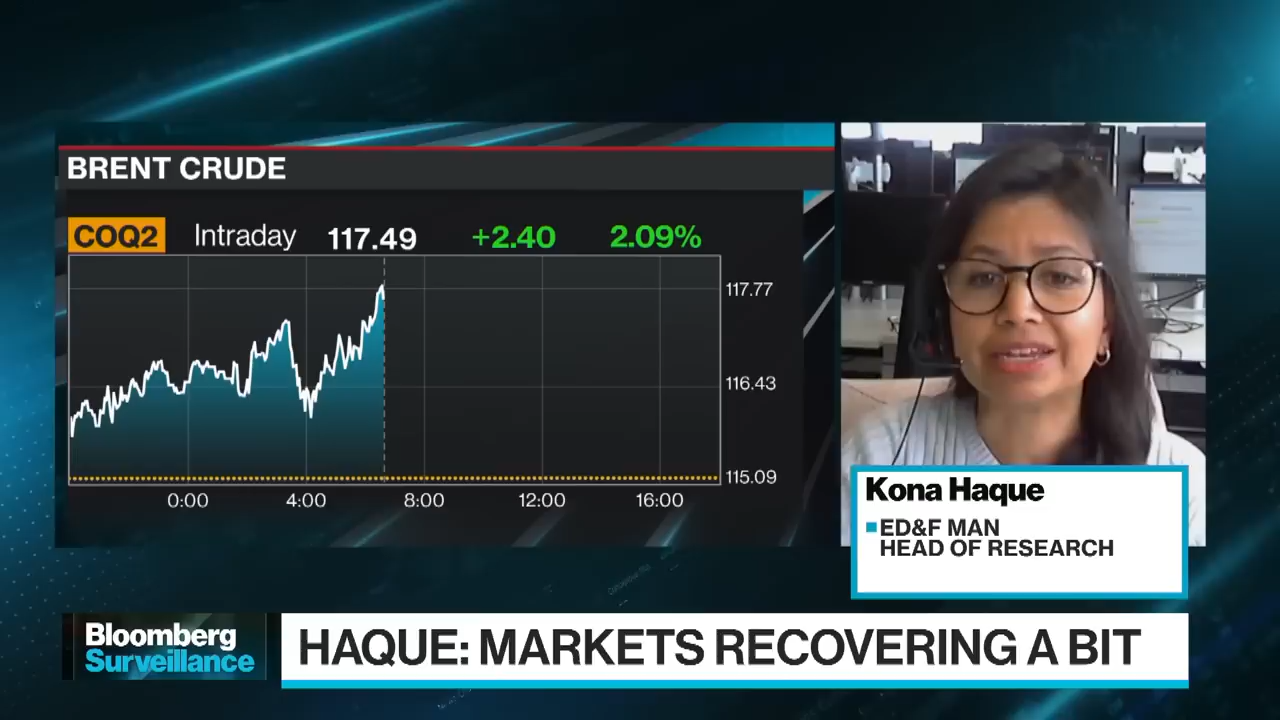 BRENT CRUDE
COQ2 Intraday 117.49 +2.40 2.09%
117.77
116.43
115.09
0:00 4:00 8:00 12:00 16:00
Kona Haque
ED&F MAN
HEAD OF RESEARCH
Bloomberg
Surveillance
HAQUE: MARKETS RECOVERING A BIT